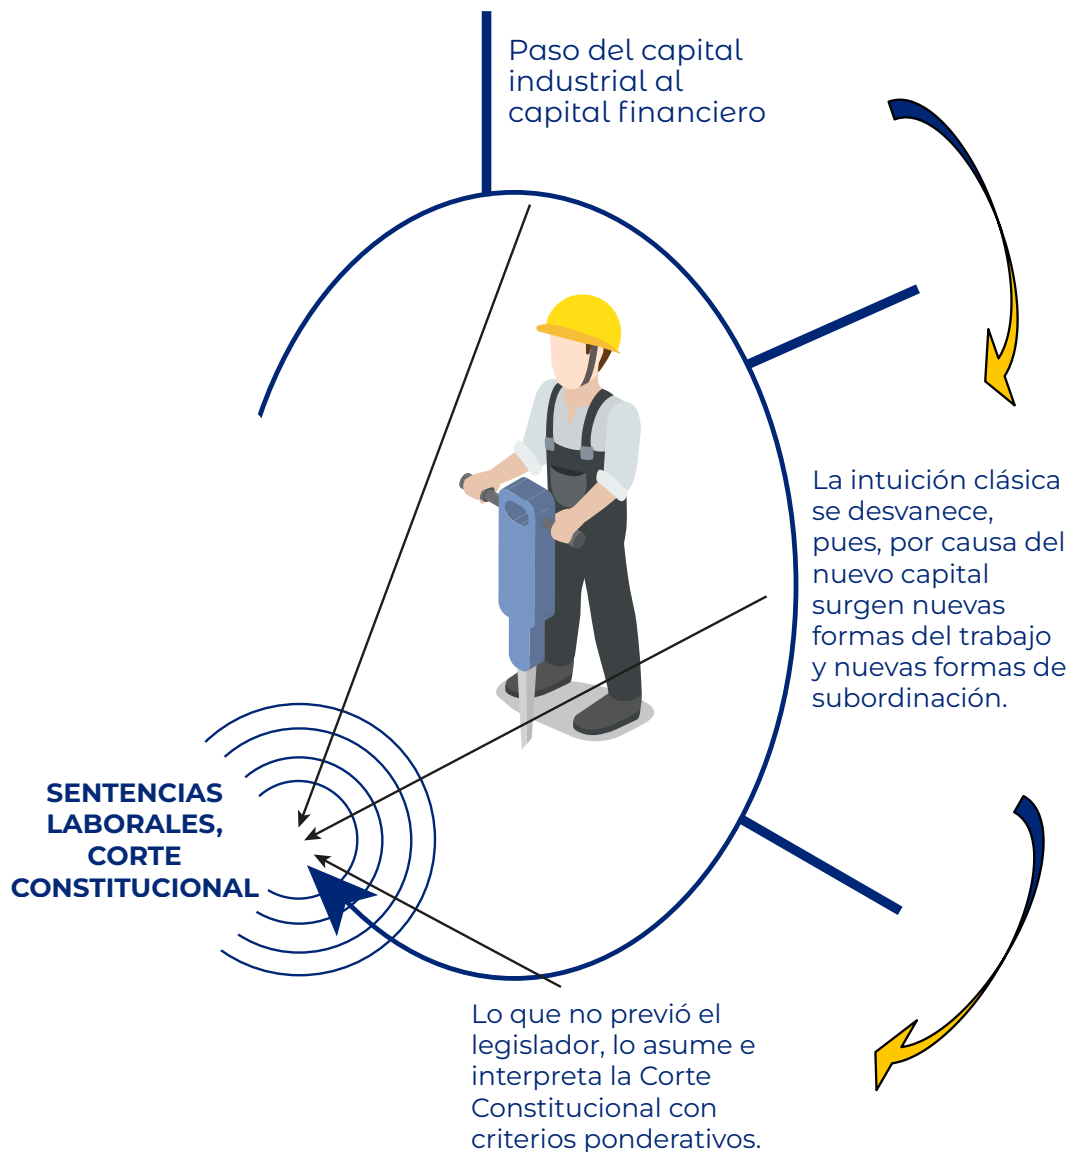 Paso del capital
industrial al
capital financiero
La intuición clásica
se desvanece,
pues, por causa del
nuevo capital
surgen nuevas
formas del trabajo
y nuevas formas de
subordinación.
SENTENCIAS
LABORALES,
CORTE
CONSTITUCIONAL
Lo que no previó el
legislador, lo asume e
interpreta la Corte
Constitucional con
criterios ponderativos.